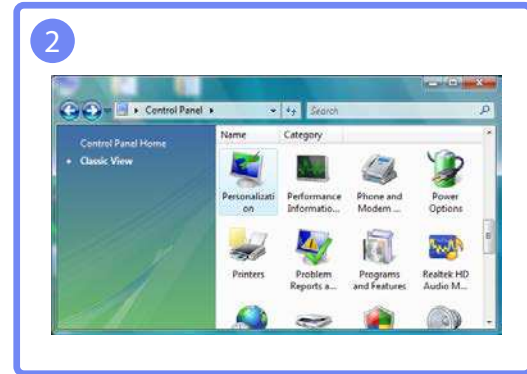 2
Control Panel
Search
Control Panel Home
Classic View
Name Category
Personalizati
on
Performance
Informatio...
Phone and
Modem ...
Power
Options
Printers
Problem
Reports a...
Programs
and Features
Realtek HD
Audio M...